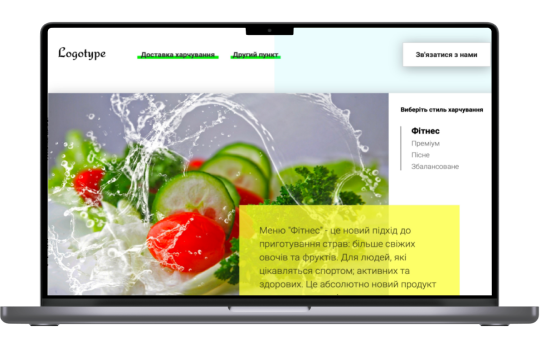 Logotype
Доставка харчування
Другий пункт
Зв'язатися з нами
Виберіть стиль харчування
Фітнес
Преміум
Пісне
Збалансоване
Меню "Фітнес" - це новий підхід до
приготування страв: більше свіжих
овочів та фруктів. Для людей, які
цікавляться спортом, активних та
здорових. Це абсолютно новий продукт